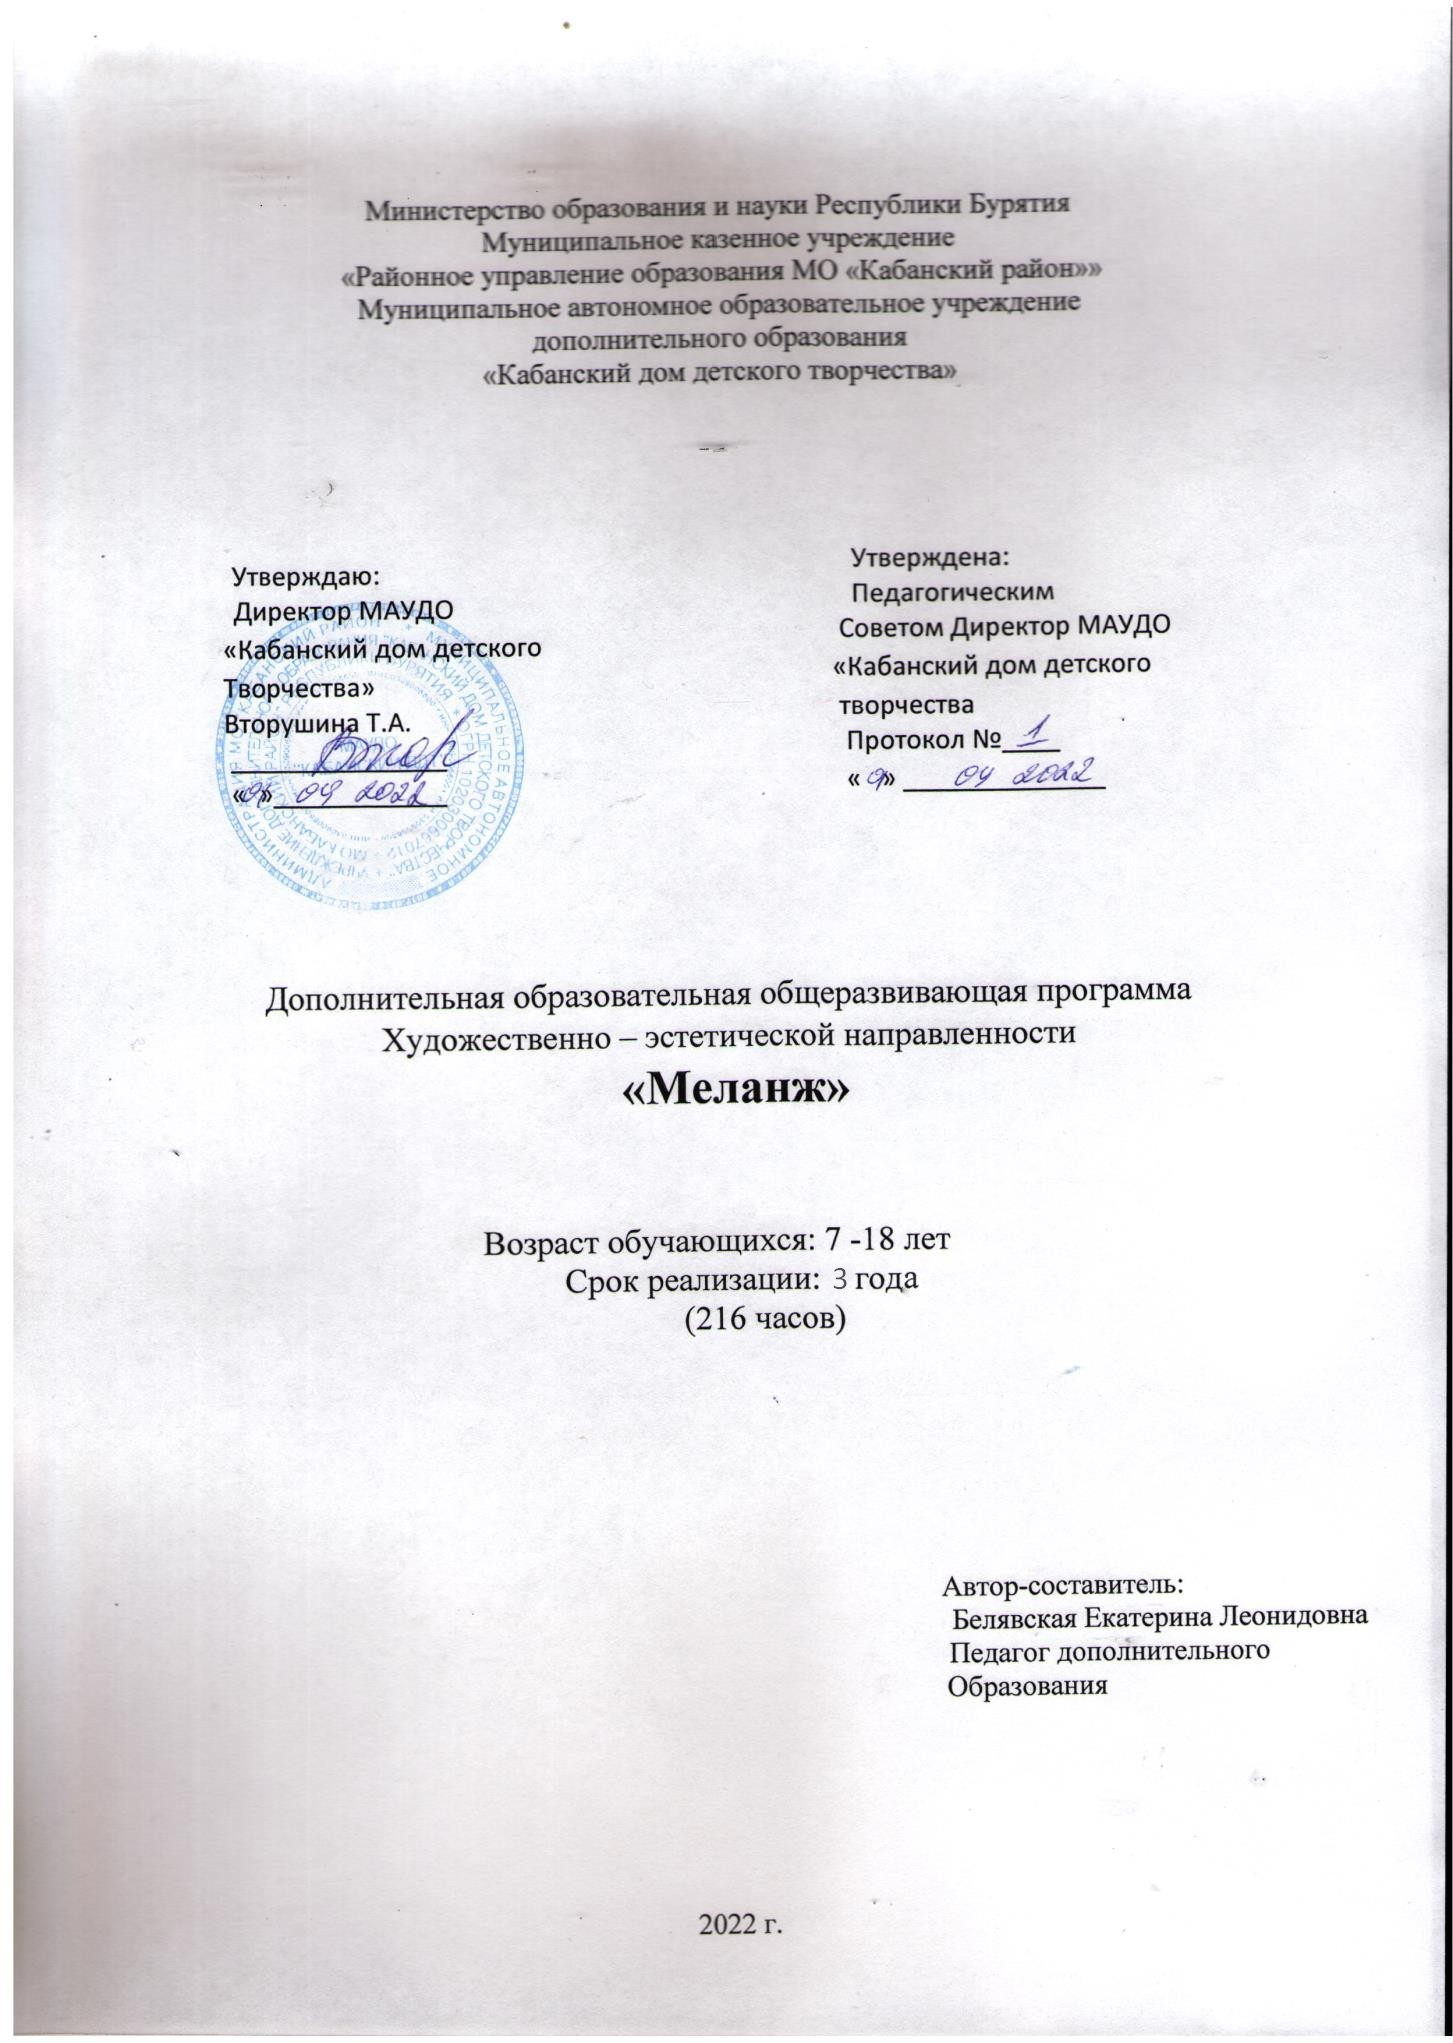 Министерство образования и науки Республики Бурятия
Муниципальное казенное учреждение
«Районное управление образования МО «Кабанский район»»
Муниципальное автономное образовательное учреждение
дополнительного образования
«Кабанский дом детского творчества»
Утверждаю:
Директор МАУДО
«Кабанский дом детского
Творчества»
Вторушина Т.А.
« » 09 2022
Утверждена:
Педагогическим
Советом Директор МАУДО
«Кабанский дом детского
творчества
Протокол № 1
« » 09 2022
Дополнительная образовательная общеразвивающая программа
Художественно – эстетической направленности
«Меланж»
Возраст обучающихся: 7 -18 лет
Срок реализации: 3 года
(216 часов)
Автор-составитель:
Белявская Екатерина Леонидовна
Педагог дополнительного
Образования
2022 г.